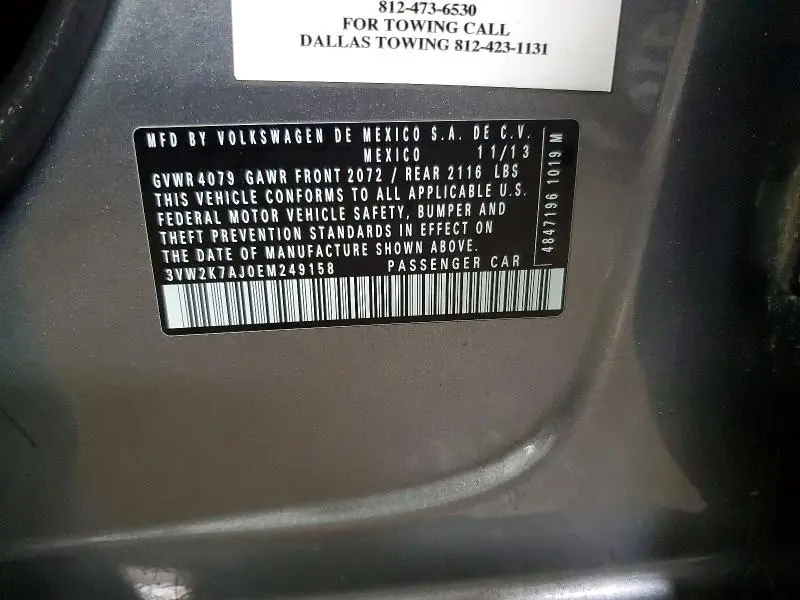 812-473-6530
FOR TOWING CALL
DALLAS TOWING 812-423-1131
MFD BY VOLKSWAGEN DE MEXICO S.A. DE C.V.
MEXICO 11/13
GVWR 4079 GAWR FRONT 2072 / REAR 2116 LBS
THIS VEHICLE CONFORMS TO ALL APPLICABLE U.S.
FEDERAL MOTOR VEHICLE SAFETY, BUMPER AND
THEFT PREVENTION STANDARDS IN EFFECT ON
THE DATE OF MANUFACTURE SHOWN ABOVE.
3VW2K7AJ0EM249158 PASSENGER CAR
4847196 1019 M